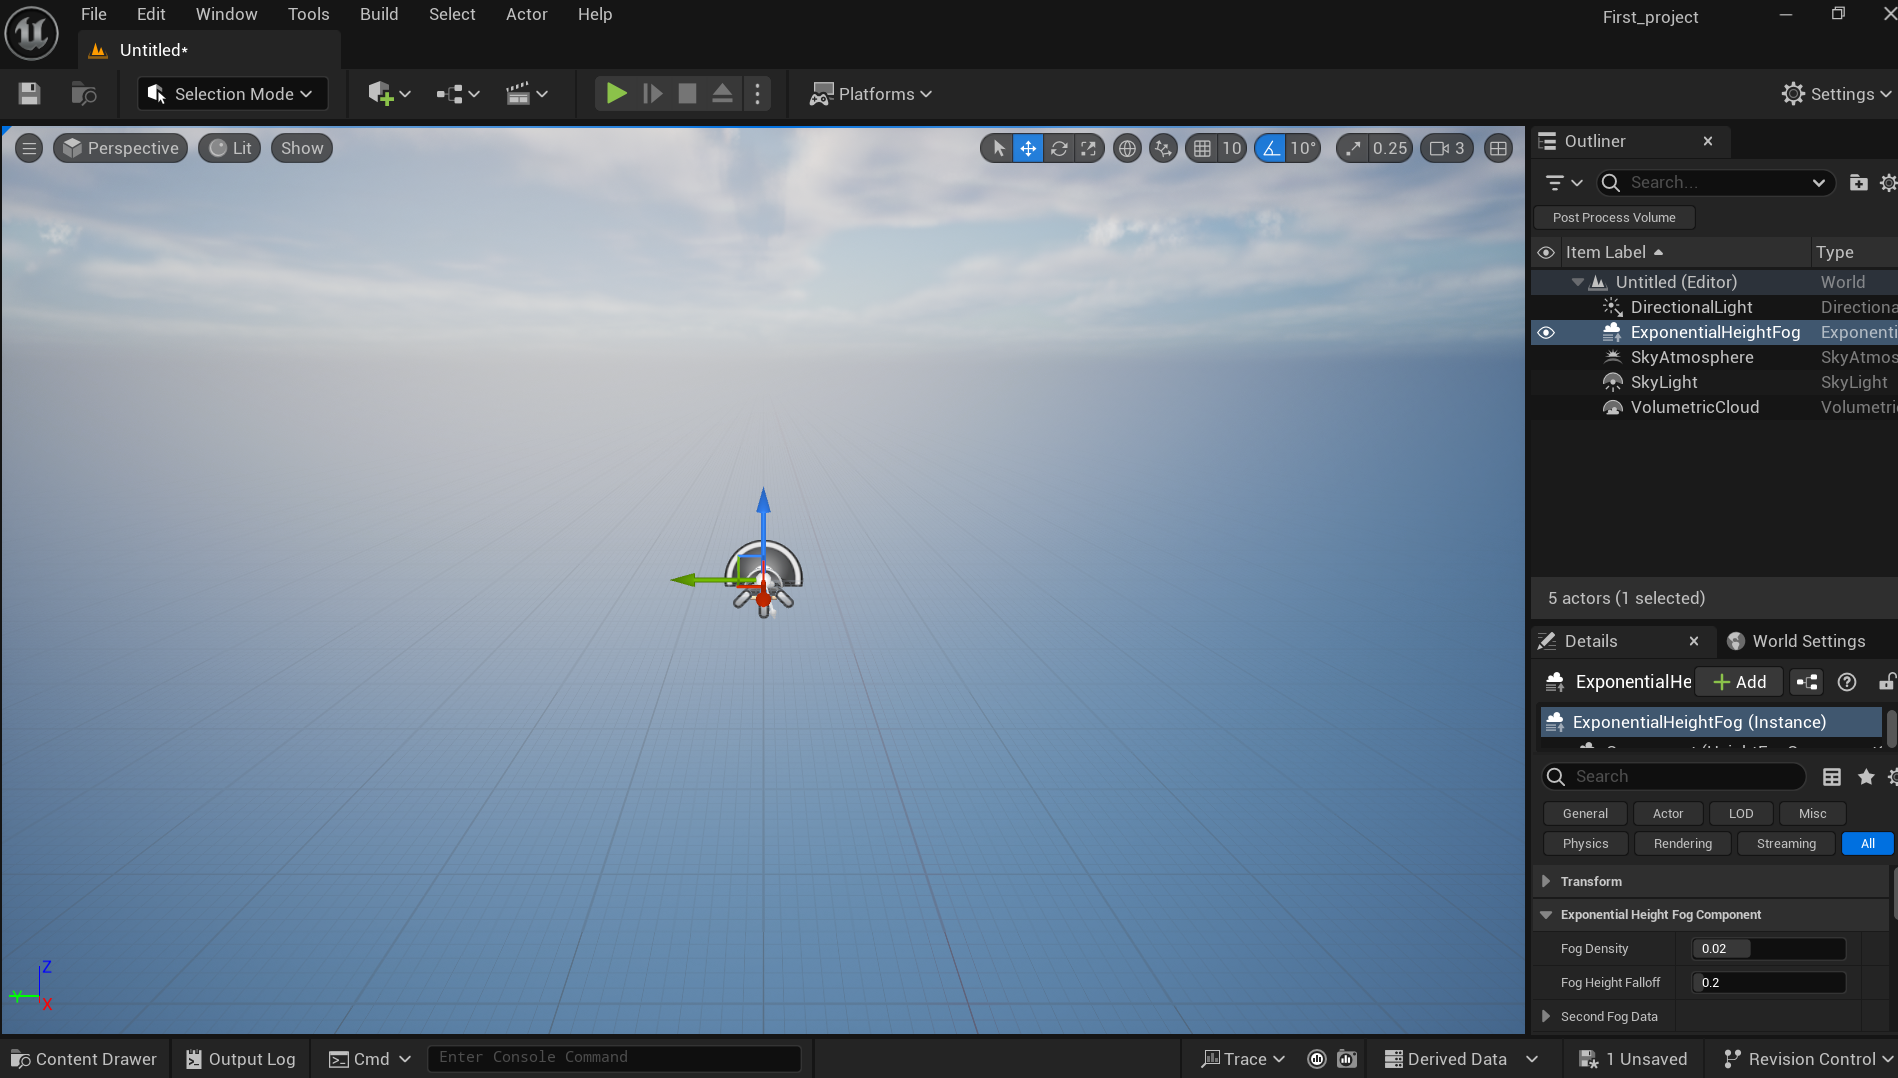 File Edit Window Tools Build Select Actor Help
First_project
Untitled*
Selection Mode
Platforms
Settings
Perspective Lit Show
10 10° 0.25 3
Outliner
Search...
Post Process Volume
Item Label Type
Untitled (Editor) World
DirectionalLight Directiona
ExponentialHeightFog Exponenti
SkyAtmosphere SkyAtmos
SkyLight SkyLight
VolumetricCloud Volumetri
5 actors (1 selected)
Details World Settings
ExponentialHe Add
ExponentialHeightFog (Instance)
Search
General Actor LOD Misc
Physics Rendering Streaming All
Transform
Exponential Height Fog Component
Fog Density 0.02
Fog Height Falloff 0.2
Second Fog Data
Z
Y
X
Content Drawer Output Log Cmd Enter Console Command Trace Derived Data 1 Unsaved Revision Control